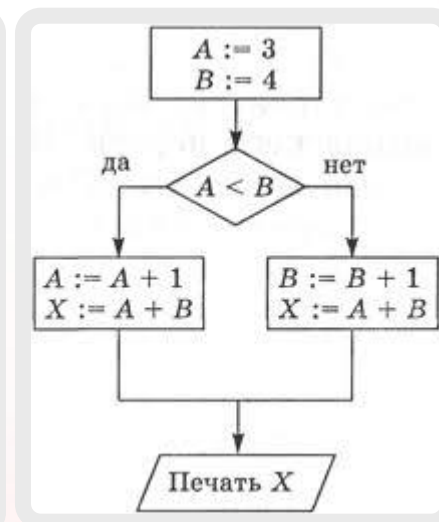 A := 3
B := 4
да
нет
A < B
A := A + 1
X := A + B
B := B + 1
X := A + B
Печать X